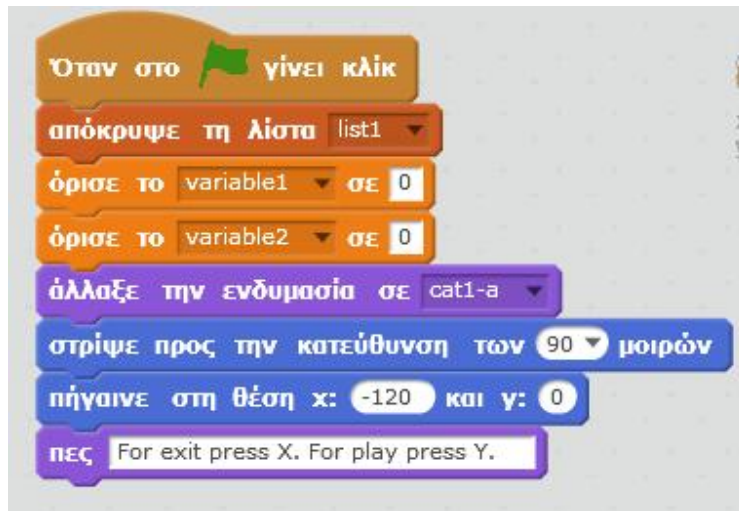 Όταν στο γίνει κλίκ
απόκρυψε τη λίστα list1
όρισε το variable1 σε 0
όρισε το variable2 σε 0
άλλαξε την ενδυμασία σε cat1-a
στρίψε προς την κατεύθυνση των 90 μοιρών
πήγαινε στη θέση x: -120 και y: 0
πες For exit press X. For play press Y.